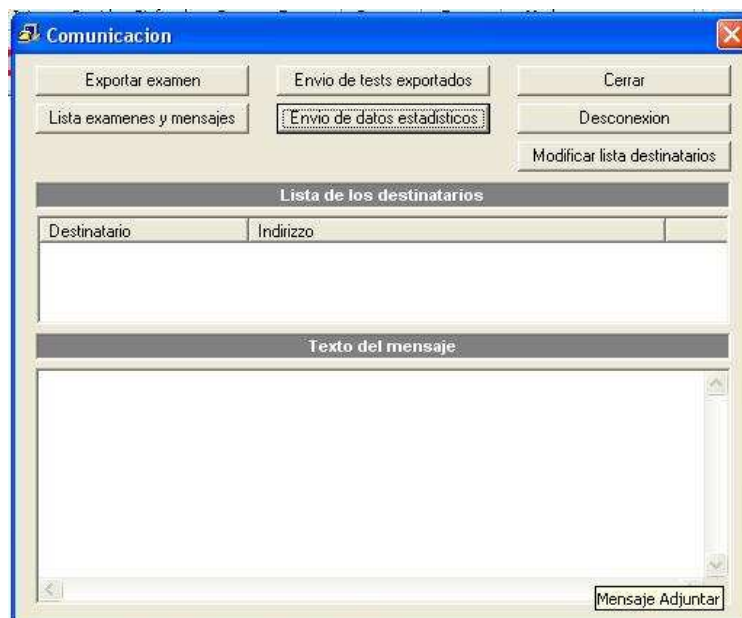 Comunicacion
Exportar examen
Envio de tests exportados
Cerrar
Lista examenes y mensajes
Envio de datos estadísticos
Desconexion
Modificar lista destinatarios
Lista de los destinatarios
Destinatario
Indirizzo
Texto del mensaje
Mensaje Adjuntar